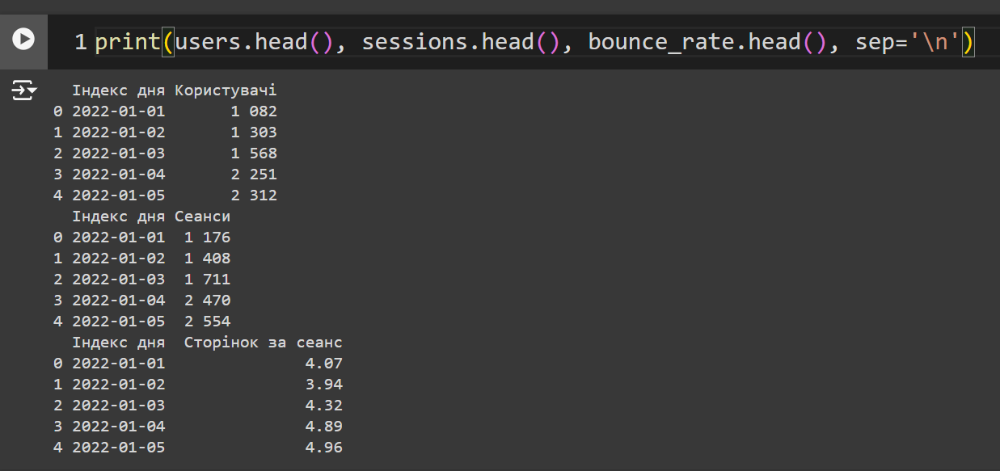 1 print(users.head(), sessions.head(), bounce_rate.head(), sep='\n')
Індекс дня Користувачі
0 2022-01-01 1 082
1 2022-01-02 1 303
2 2022-01-03 1 568
3 2022-01-04 2 251
4 2022-01-05 2 312
Індекс дня Сеанси
0 2022-01-01 1 176
1 2022-01-02 1 408
2 2022-01-03 1 711
3 2022-01-04 2 470
4 2022-01-05 2 554
Індекс дня Сторінок за сеанс
0 2022-01-01 4.07
1 2022-01-02 3.94
2 2022-01-03 4.32
3 2022-01-04 4.89
4 2022-01-05 4.96